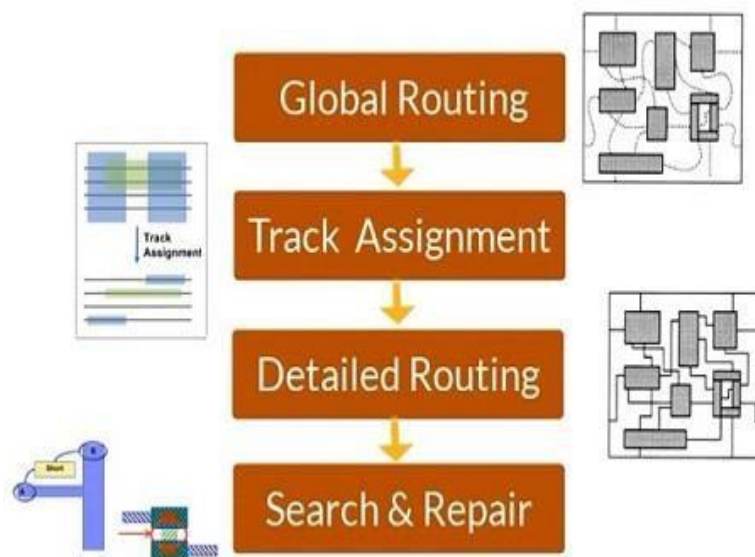 Global Routing
Track Assignment
Track
Assignment
Detailed Routing
Short
Search & Repair